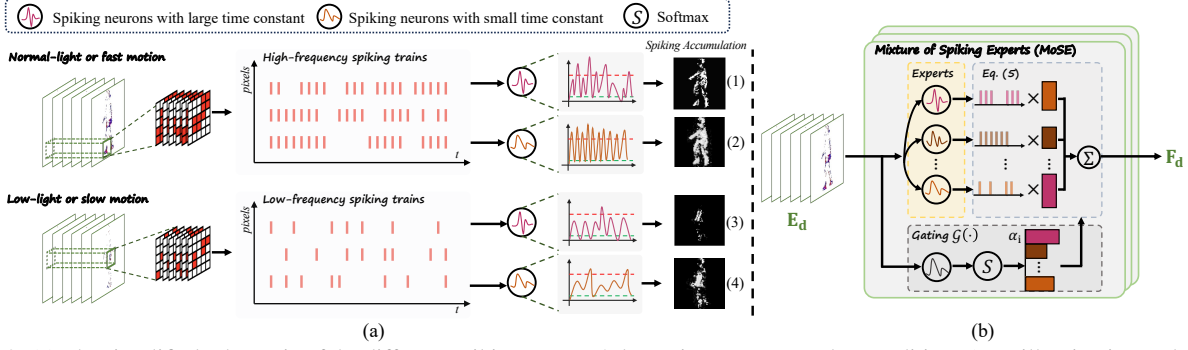 Spiking neurons with large time constant
Spiking neurons with small time constant
S
Softmax
Normal-light or fast motion
pixels
High-frequency spiking trains
t
Spiking Accumulation
(1)
(2)
Low-light or slow motion
pixels
Low-frequency spiking trains
t
(3)
(4)
(a)
Mixture of Spiking Experts (MoSE)
Experts
Eq. (5)
×
×
...
...
×
Σ
F_d
E_d
Gating G(·)
α_i
S
...
(b)